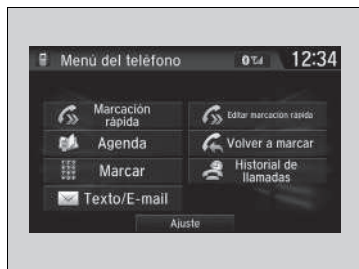 Menú del teléfono
12:34
Marcación
rápida
Editar marcación rápida
Agenda
Volver a marcar
Marcar
Historial de
llamadas
Texto/E-mail
Ajuste